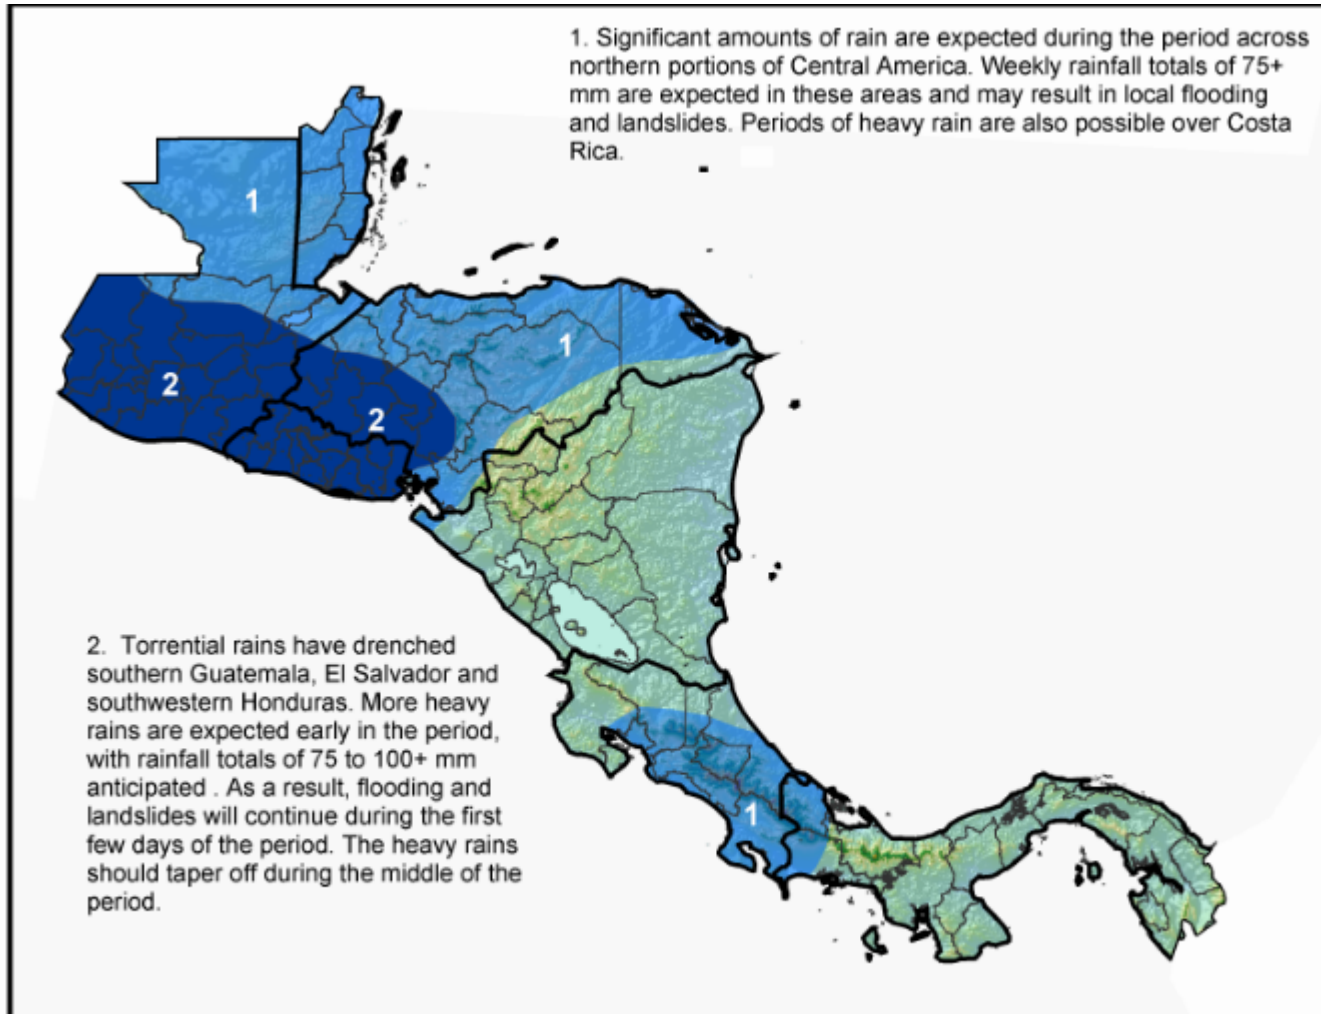 1. Significant amounts of rain are expected during the period across
northern portions of Central America. Weekly rainfall totals of 75+
mm are expected in these areas and may result in local flooding
and landslides. Periods of heavy rain are also possible over Costa
Rica.
1
1
2
2
2. Torrential rains have drenched
southern Guatemala, El Salvador and
southwestern Honduras. More heavy
rains are expected early in the period,
with rainfall totals of 75 to 100+ mm
anticipated . As a result, flooding and
landslides will continue during the first
few days of the period. The heavy rains
should taper off during the middle of the
period.
1